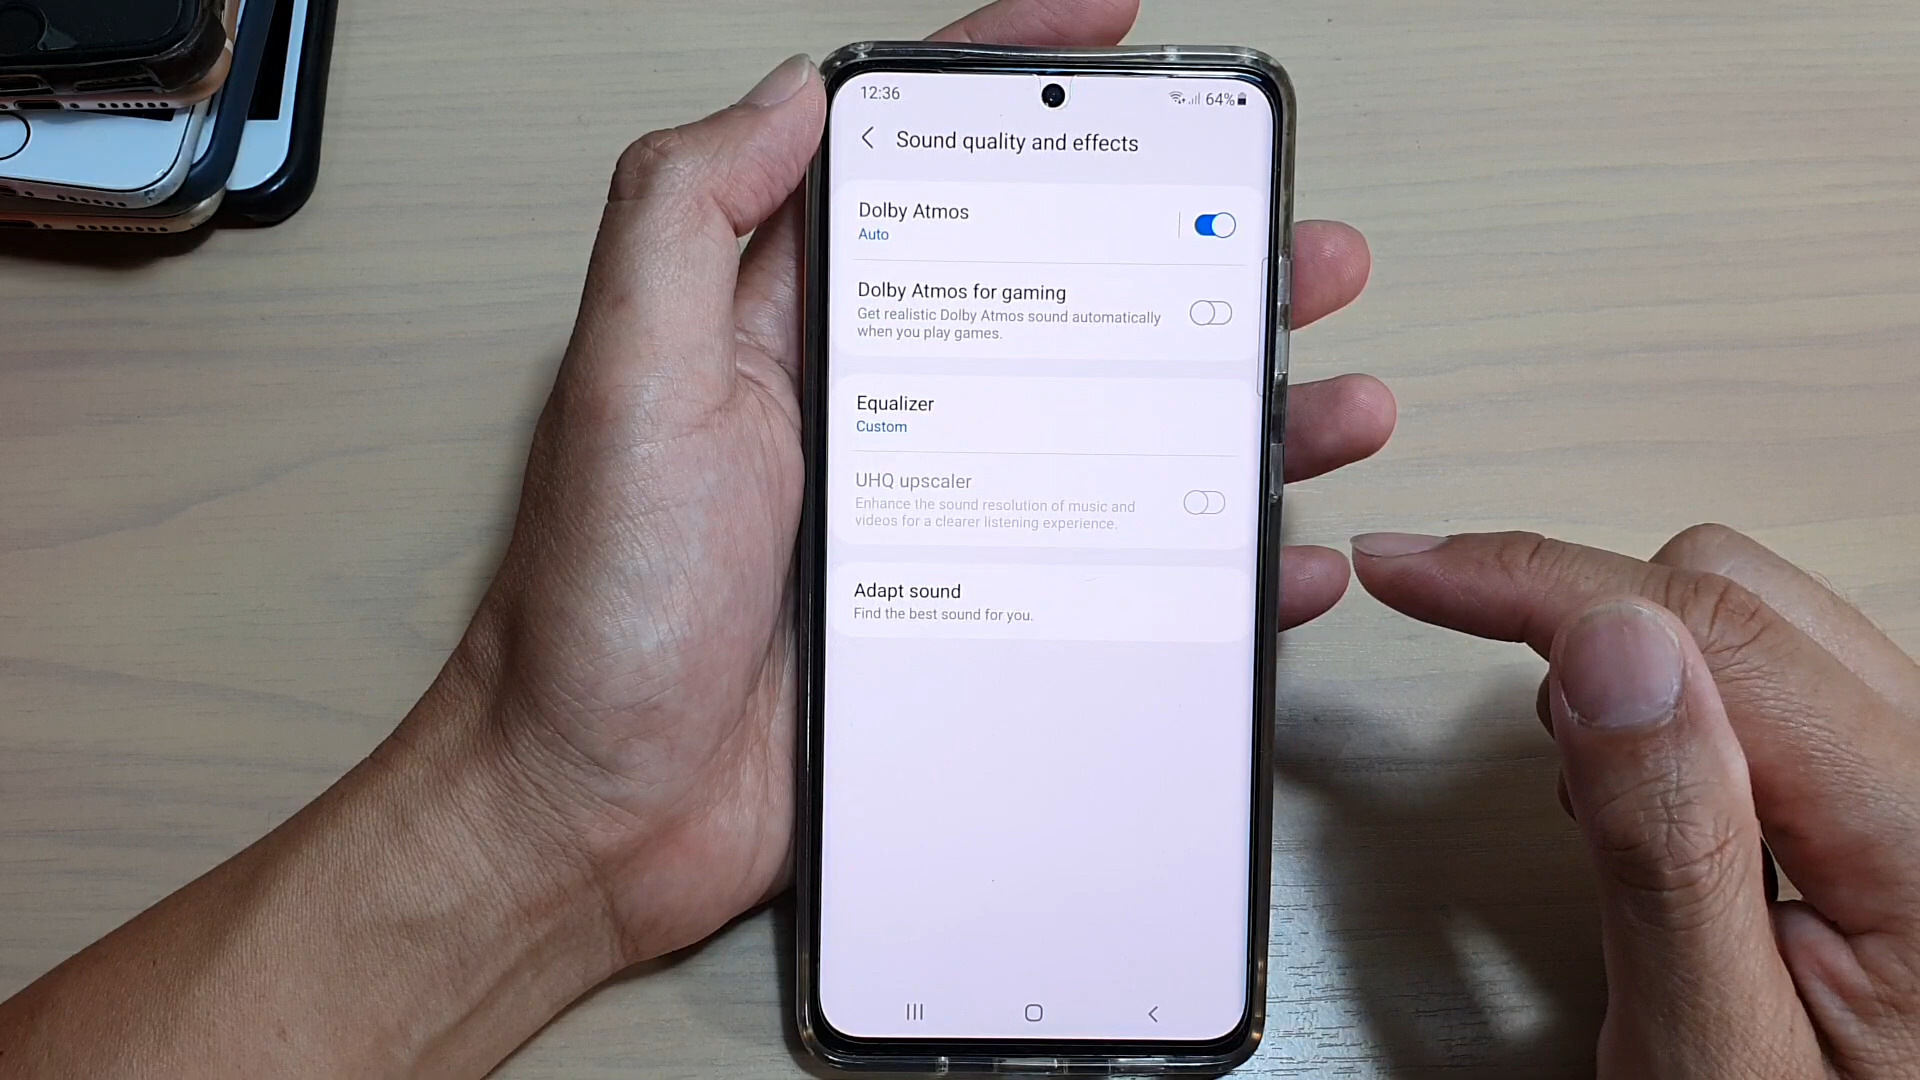 12:36
64%
Sound quality and effects
Dolby Atmos
Auto
Dolby Atmos for gaming
Get realistic Dolby Atmos sound automatically
when you play games.
Equalizer
Custom
UHQ upscaler
Enhance the sound resolution of music and
videos for a clearer listening experience.
Adapt sound
Find the best sound for you.